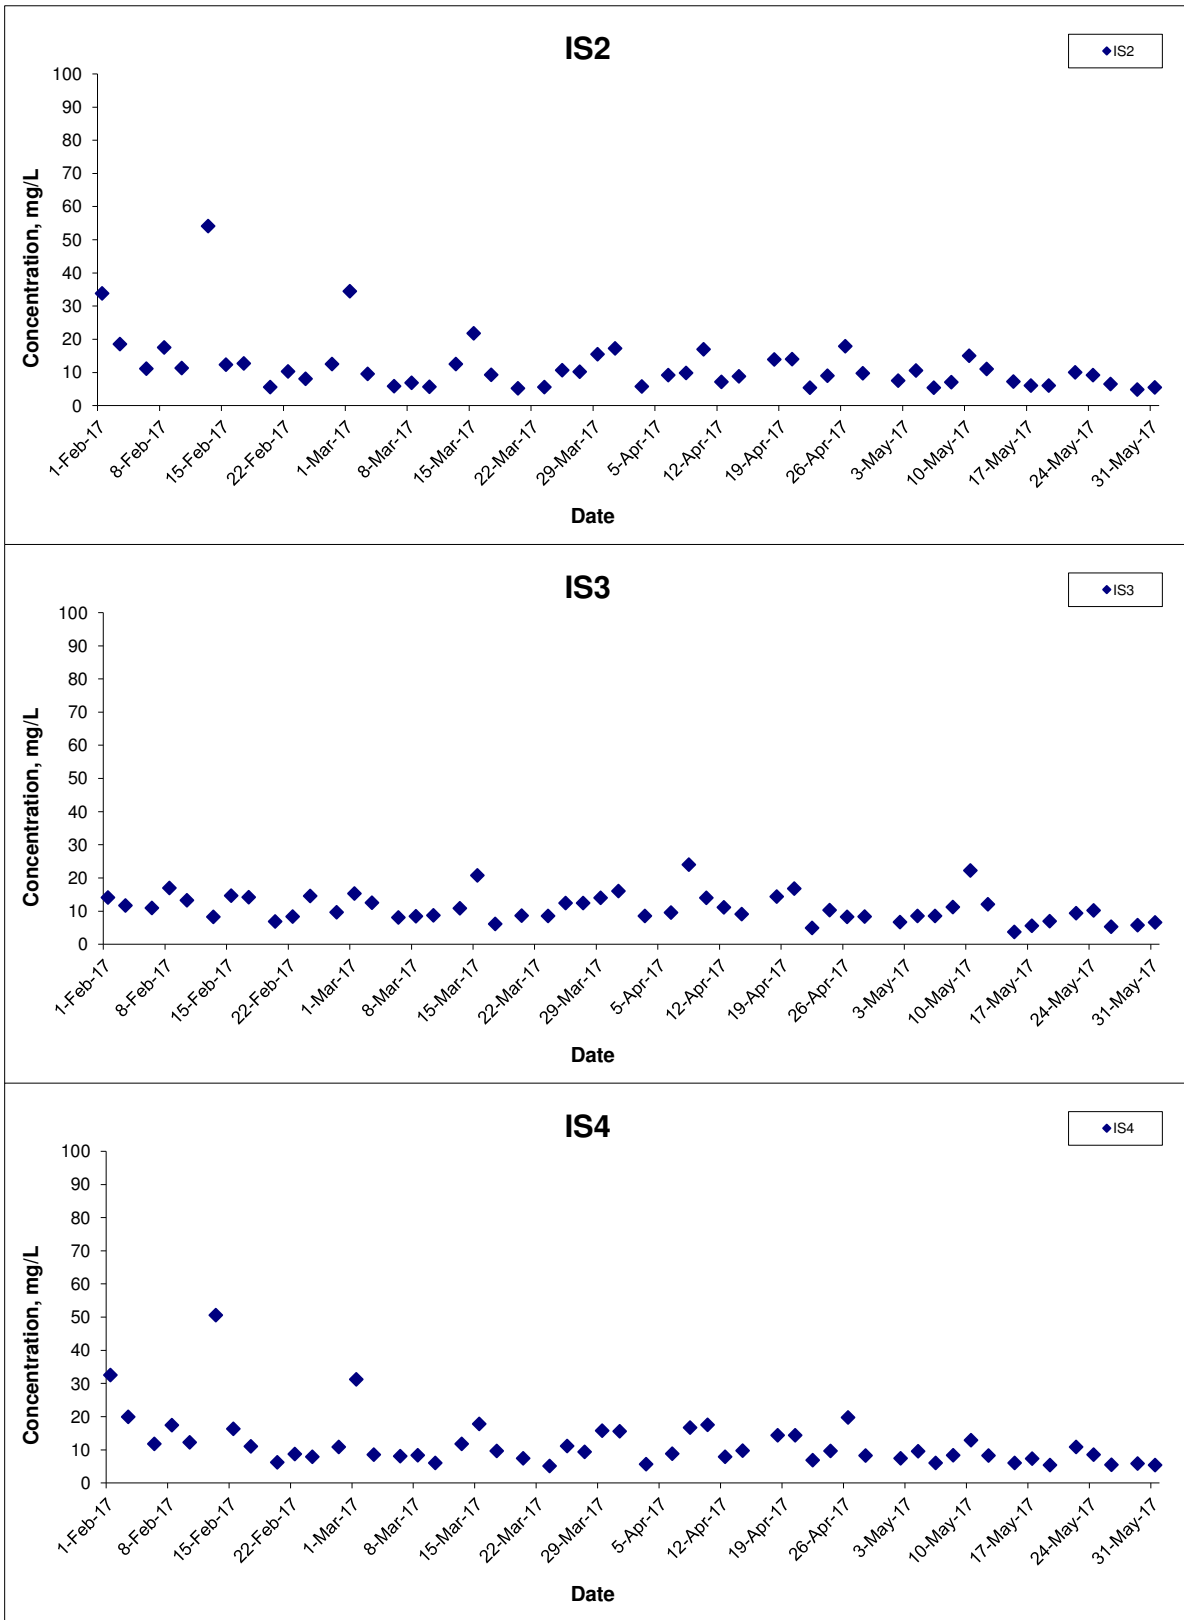 IS2
IS2
Concentration, mg/L
100
90
80
70
60
50
40
30
20
10
0
1-Feb-17 8-Feb-17 15-Feb-17 22-Feb-17 1-Mar-17 8-Mar-17 15-Mar-17 22-Mar-17 29-Mar-17 5-Apr-17 12-Apr-17 19-Apr-17 26-Apr-17 3-May-17 10-May-17 17-May-17 24-May-17 31-May-17
Date
IS3
IS3
Concentration, mg/L
100
90
80
70
60
50
40
30
20
10
0
1-Feb-17 8-Feb-17 15-Feb-17 22-Feb-17 1-Mar-17 8-Mar-17 15-Mar-17 22-Mar-17 29-Mar-17 5-Apr-17 12-Apr-17 19-Apr-17 26-Apr-17 3-May-17 10-May-17 17-May-17 24-May-17 31-May-17
Date
IS4
IS4
Concentration, mg/L
100
90
80
70
60
50
40
30
20
10
0
1-Feb-17 8-Feb-17 15-Feb-17 22-Feb-17 1-Mar-17 8-Mar-17 15-Mar-17 22-Mar-17 29-Mar-17 5-Apr-17 12-Apr-17 19-Apr-17 26-Apr-17 3-May-17 10-May-17 17-May-17 24-May-17 31-May-17
Date